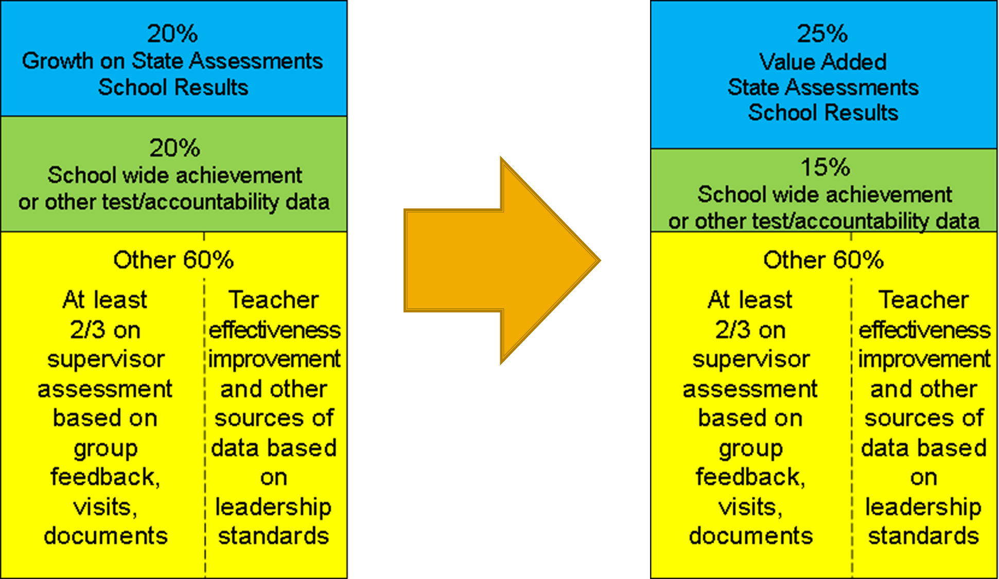 20%
Growth on State Assessments
School Results
20%
School wide achievement
or other test/accountability data
Other 60%
At least
2/3 on
supervisor
assessment
based on
group
feedback,
visits,
documents
Teacher
effectiveness
improvement
and other
sources of
data based
on
leadership
standards
25%
Value Added
State Assessments
School Results
15%
School wide achievement
or other test/accountability data
Other 60%
At least
2/3 on
supervisor
assessment
based on
group
feedback,
visits,
documents
Teacher
effectiveness
improvement
and other
sources of
data based
on
leadership
standards